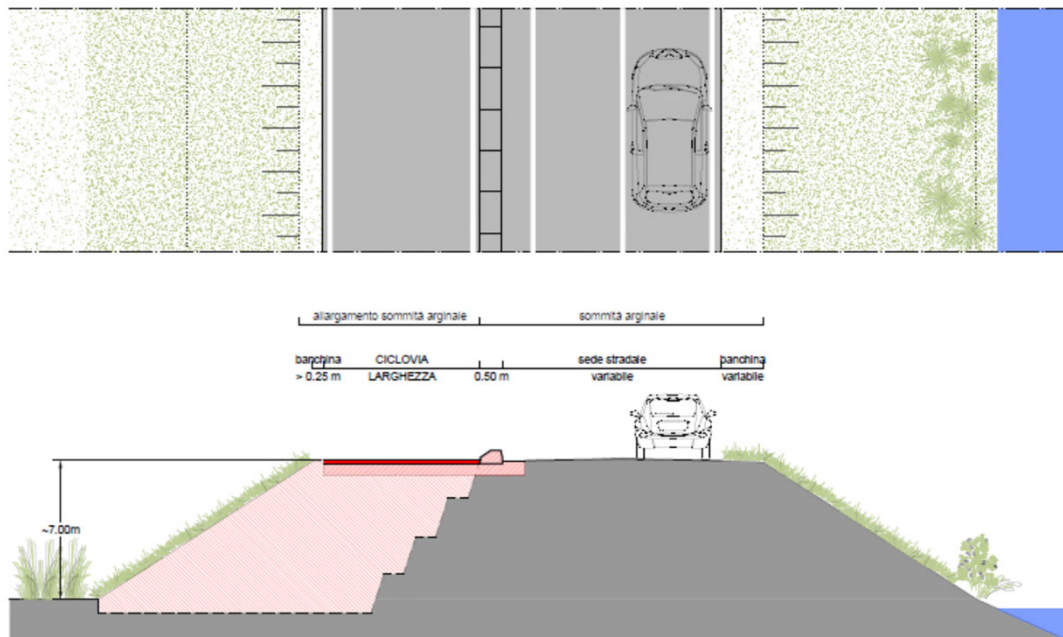 allargamento sommità arginale sommità arginale
banchina CICLOVIA sede stradale banchina
> 0.25 m LARGHEZZA 0.50 m variabile variabile
~7.00m